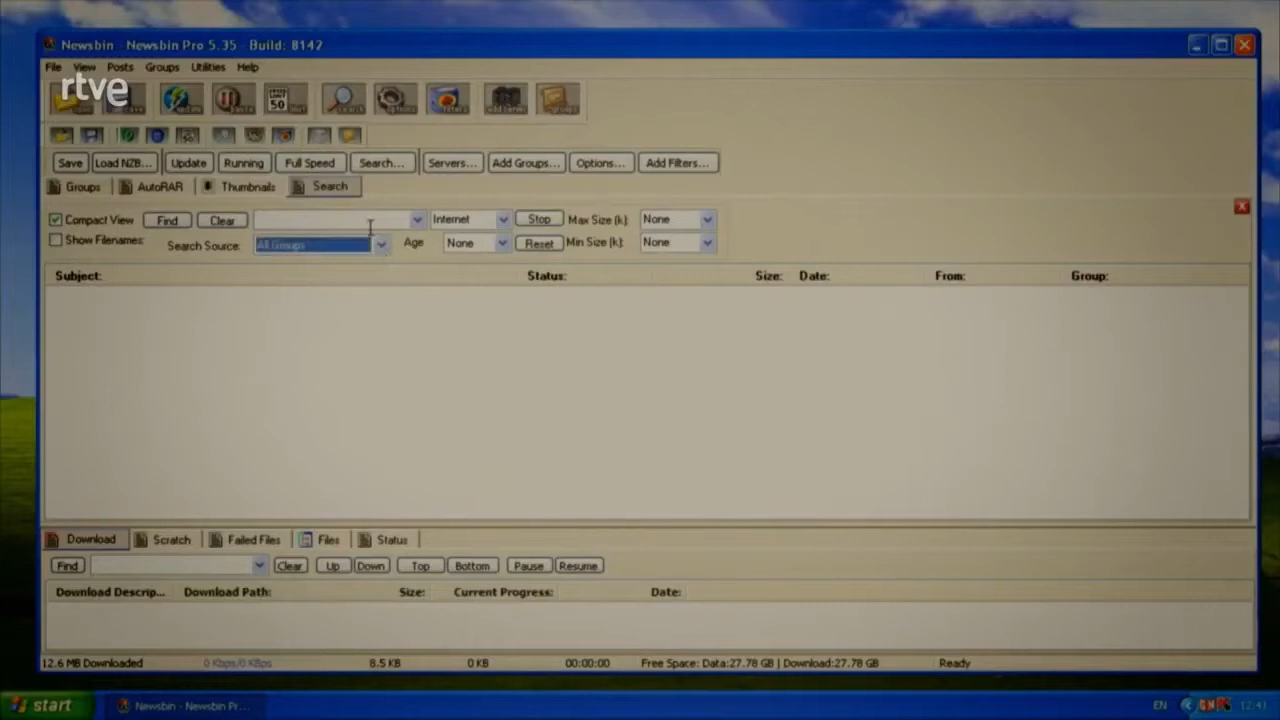 Newsbin - Newsbin Pro 5.35 - Build: 8147
File View Posts Groups Utilities Help
rtve
Save Load NZB... Update Running Full Speed Search... Servers... Add Groups... Options... Add Filters...
Groups AutoRAR Thumbnails Search
Compact View Find Clear Internet Stop Max Size (k): None
Show Filenames: Search Source: All Groups Age None Reset Min Size (k): None
Subject: Status: Size: Date: From: Group:
Download Scratch Failed Files Files Status
Find Clear Up Down Top Bottom Pause Resume
Download Descrip... Download Path: Size: Current Progress: Date:
12.6 MB Downloaded 0 Kbps/0 KBps 8.5 KB 0 KB 00:00:00 Free Space: Data:27.78 GB | Download:27.78 GB Ready
start Newsbin - Newsbin Pr... EN 12:41